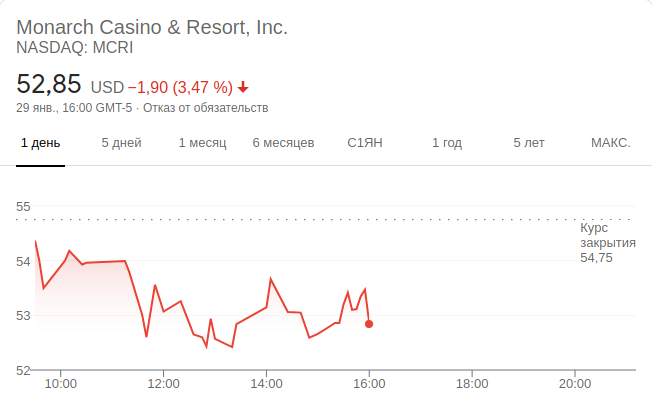 Monarch Casino & Resort, Inc.
NASDAQ: MCRI
52,85 USD −1,90 (3,47 %)
29 янв., 16:00 GMT-5 · Отказ от обязательств
1 день 5 дней 1 месяц 6 месяцев С1ЯН 1 год 5 лет МАКС.
55
Курс
закрытия
54,75
54
53
52
10:00 12:00 14:00 16:00 18:00 20:00